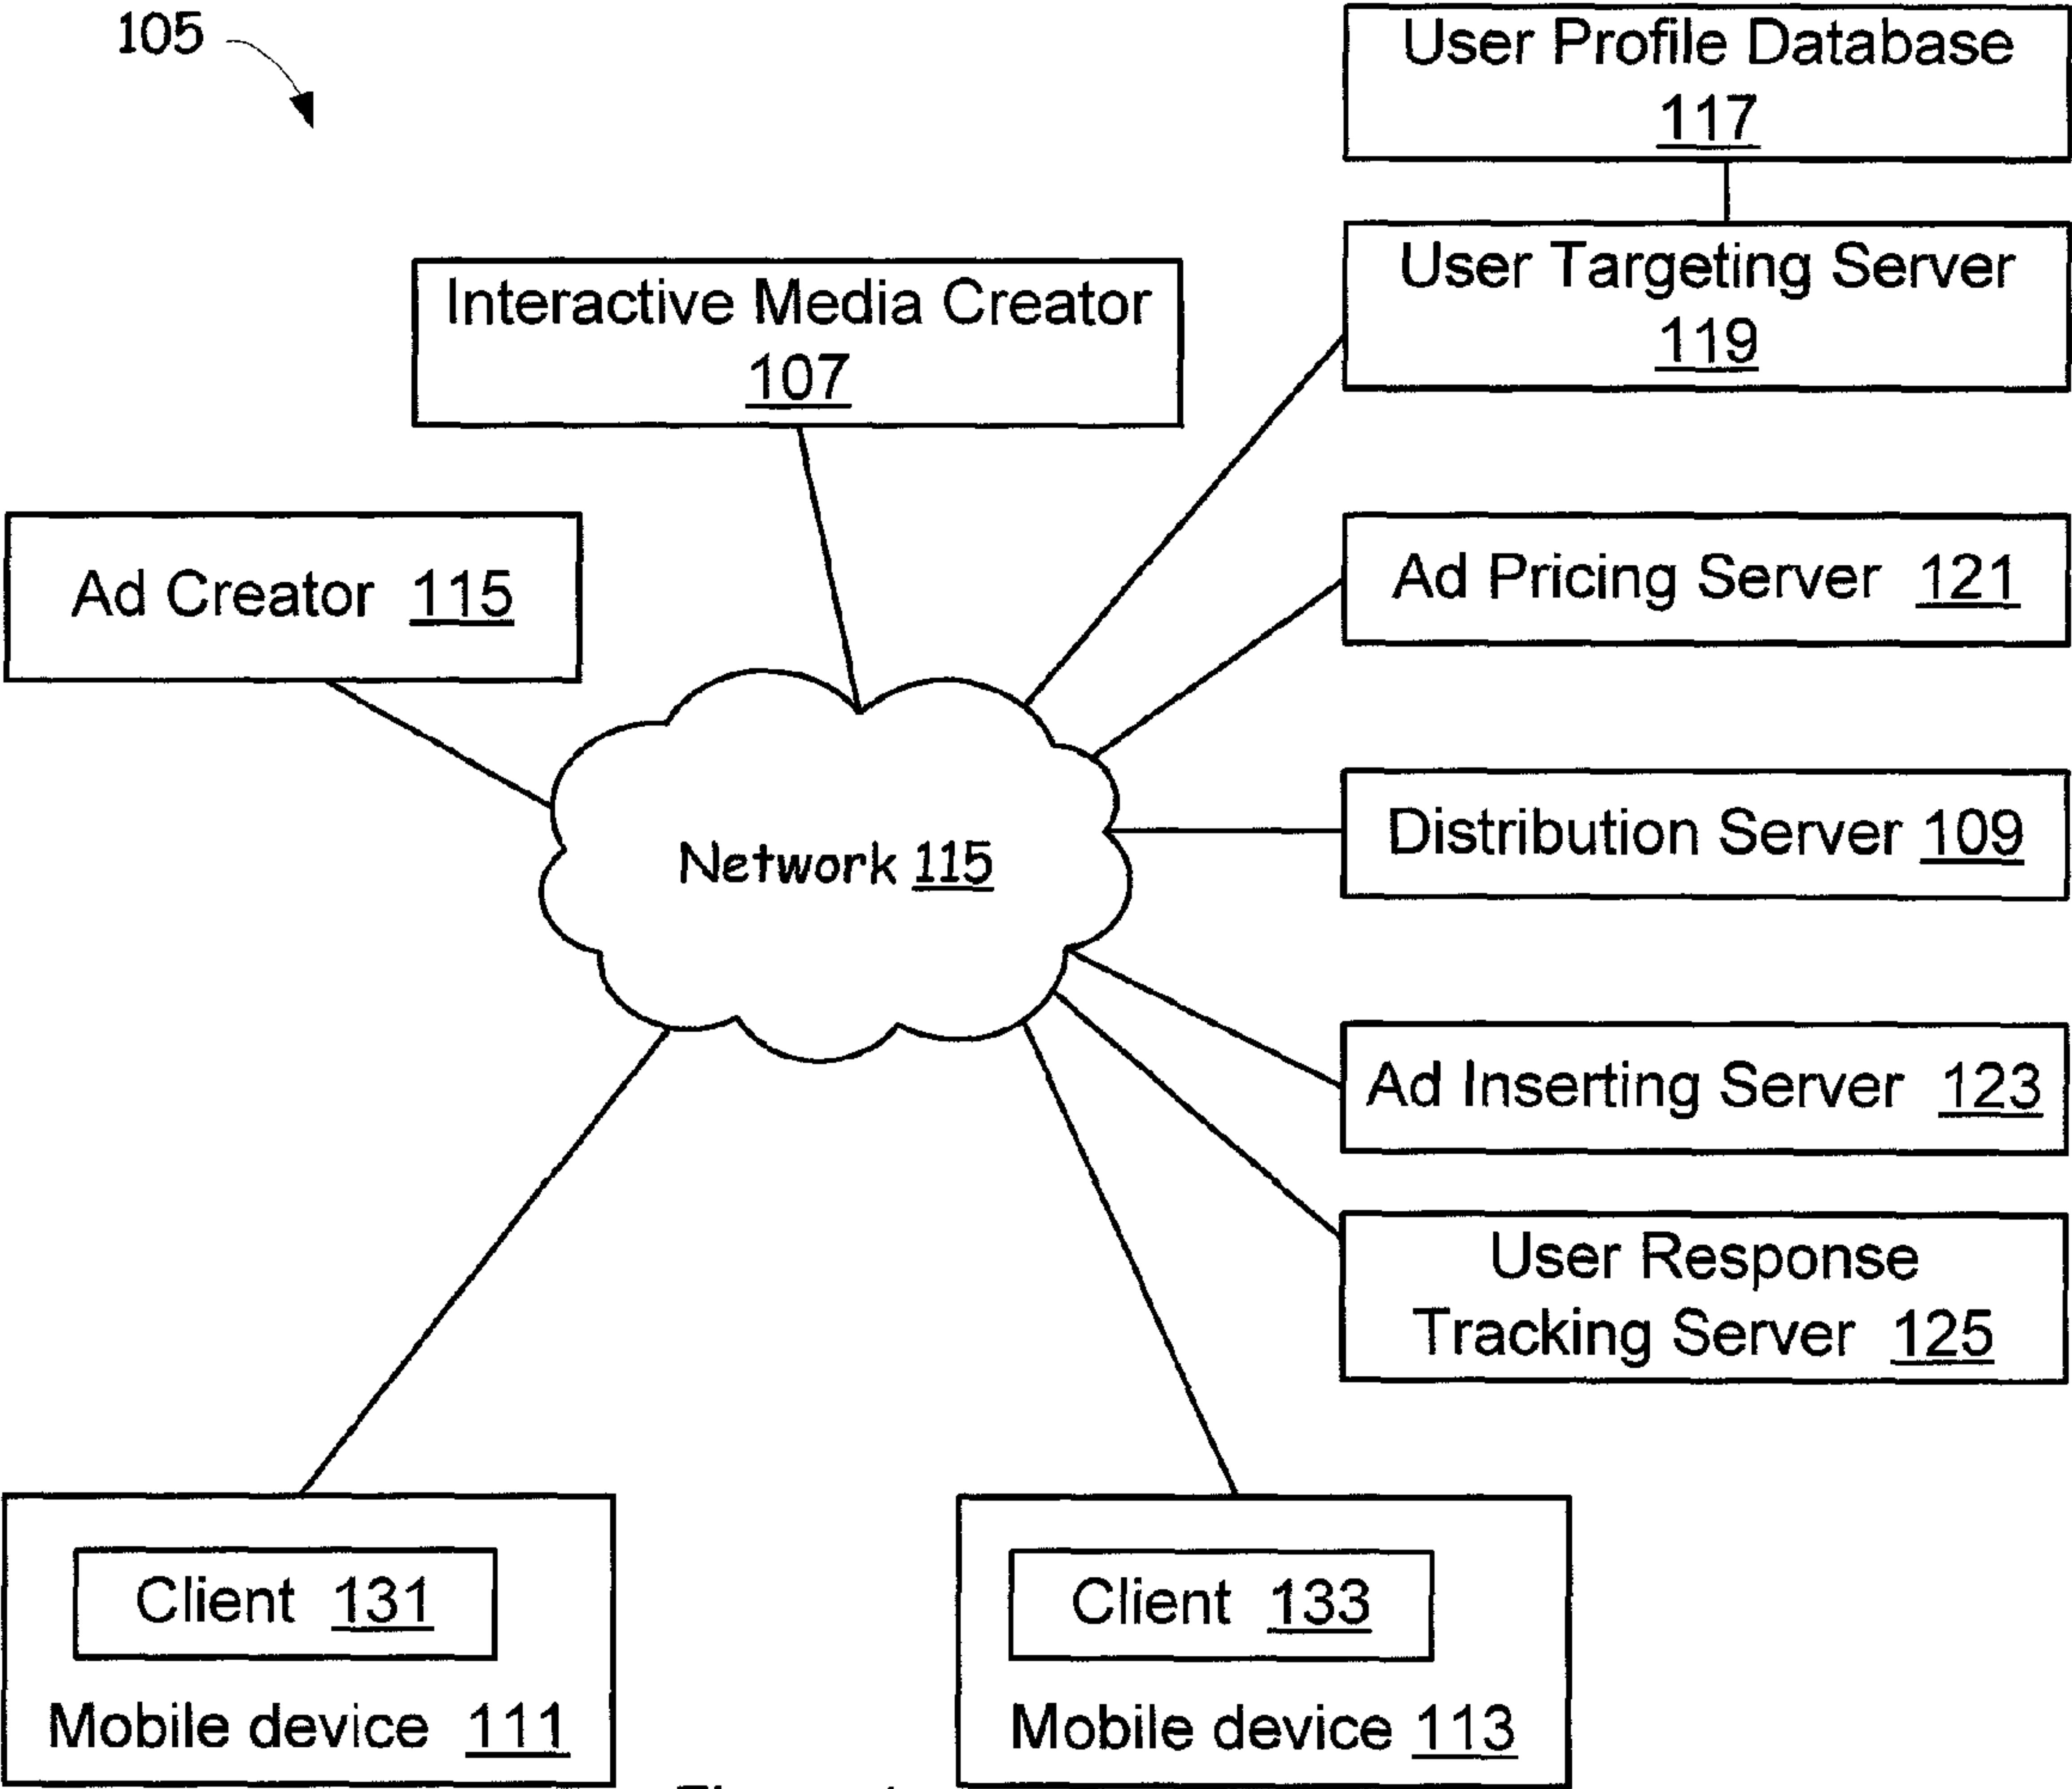 105
User Profile Database
117
User Targeting Server
119
Interactive Media Creator
107
Ad Creator 115
Ad Pricing Server 121
Network 115
Distribution Server 109
Ad Inserting Server 123
User Response
Tracking Server 125
Client 131
Mobile device 111
Client 133
Mobile device 113